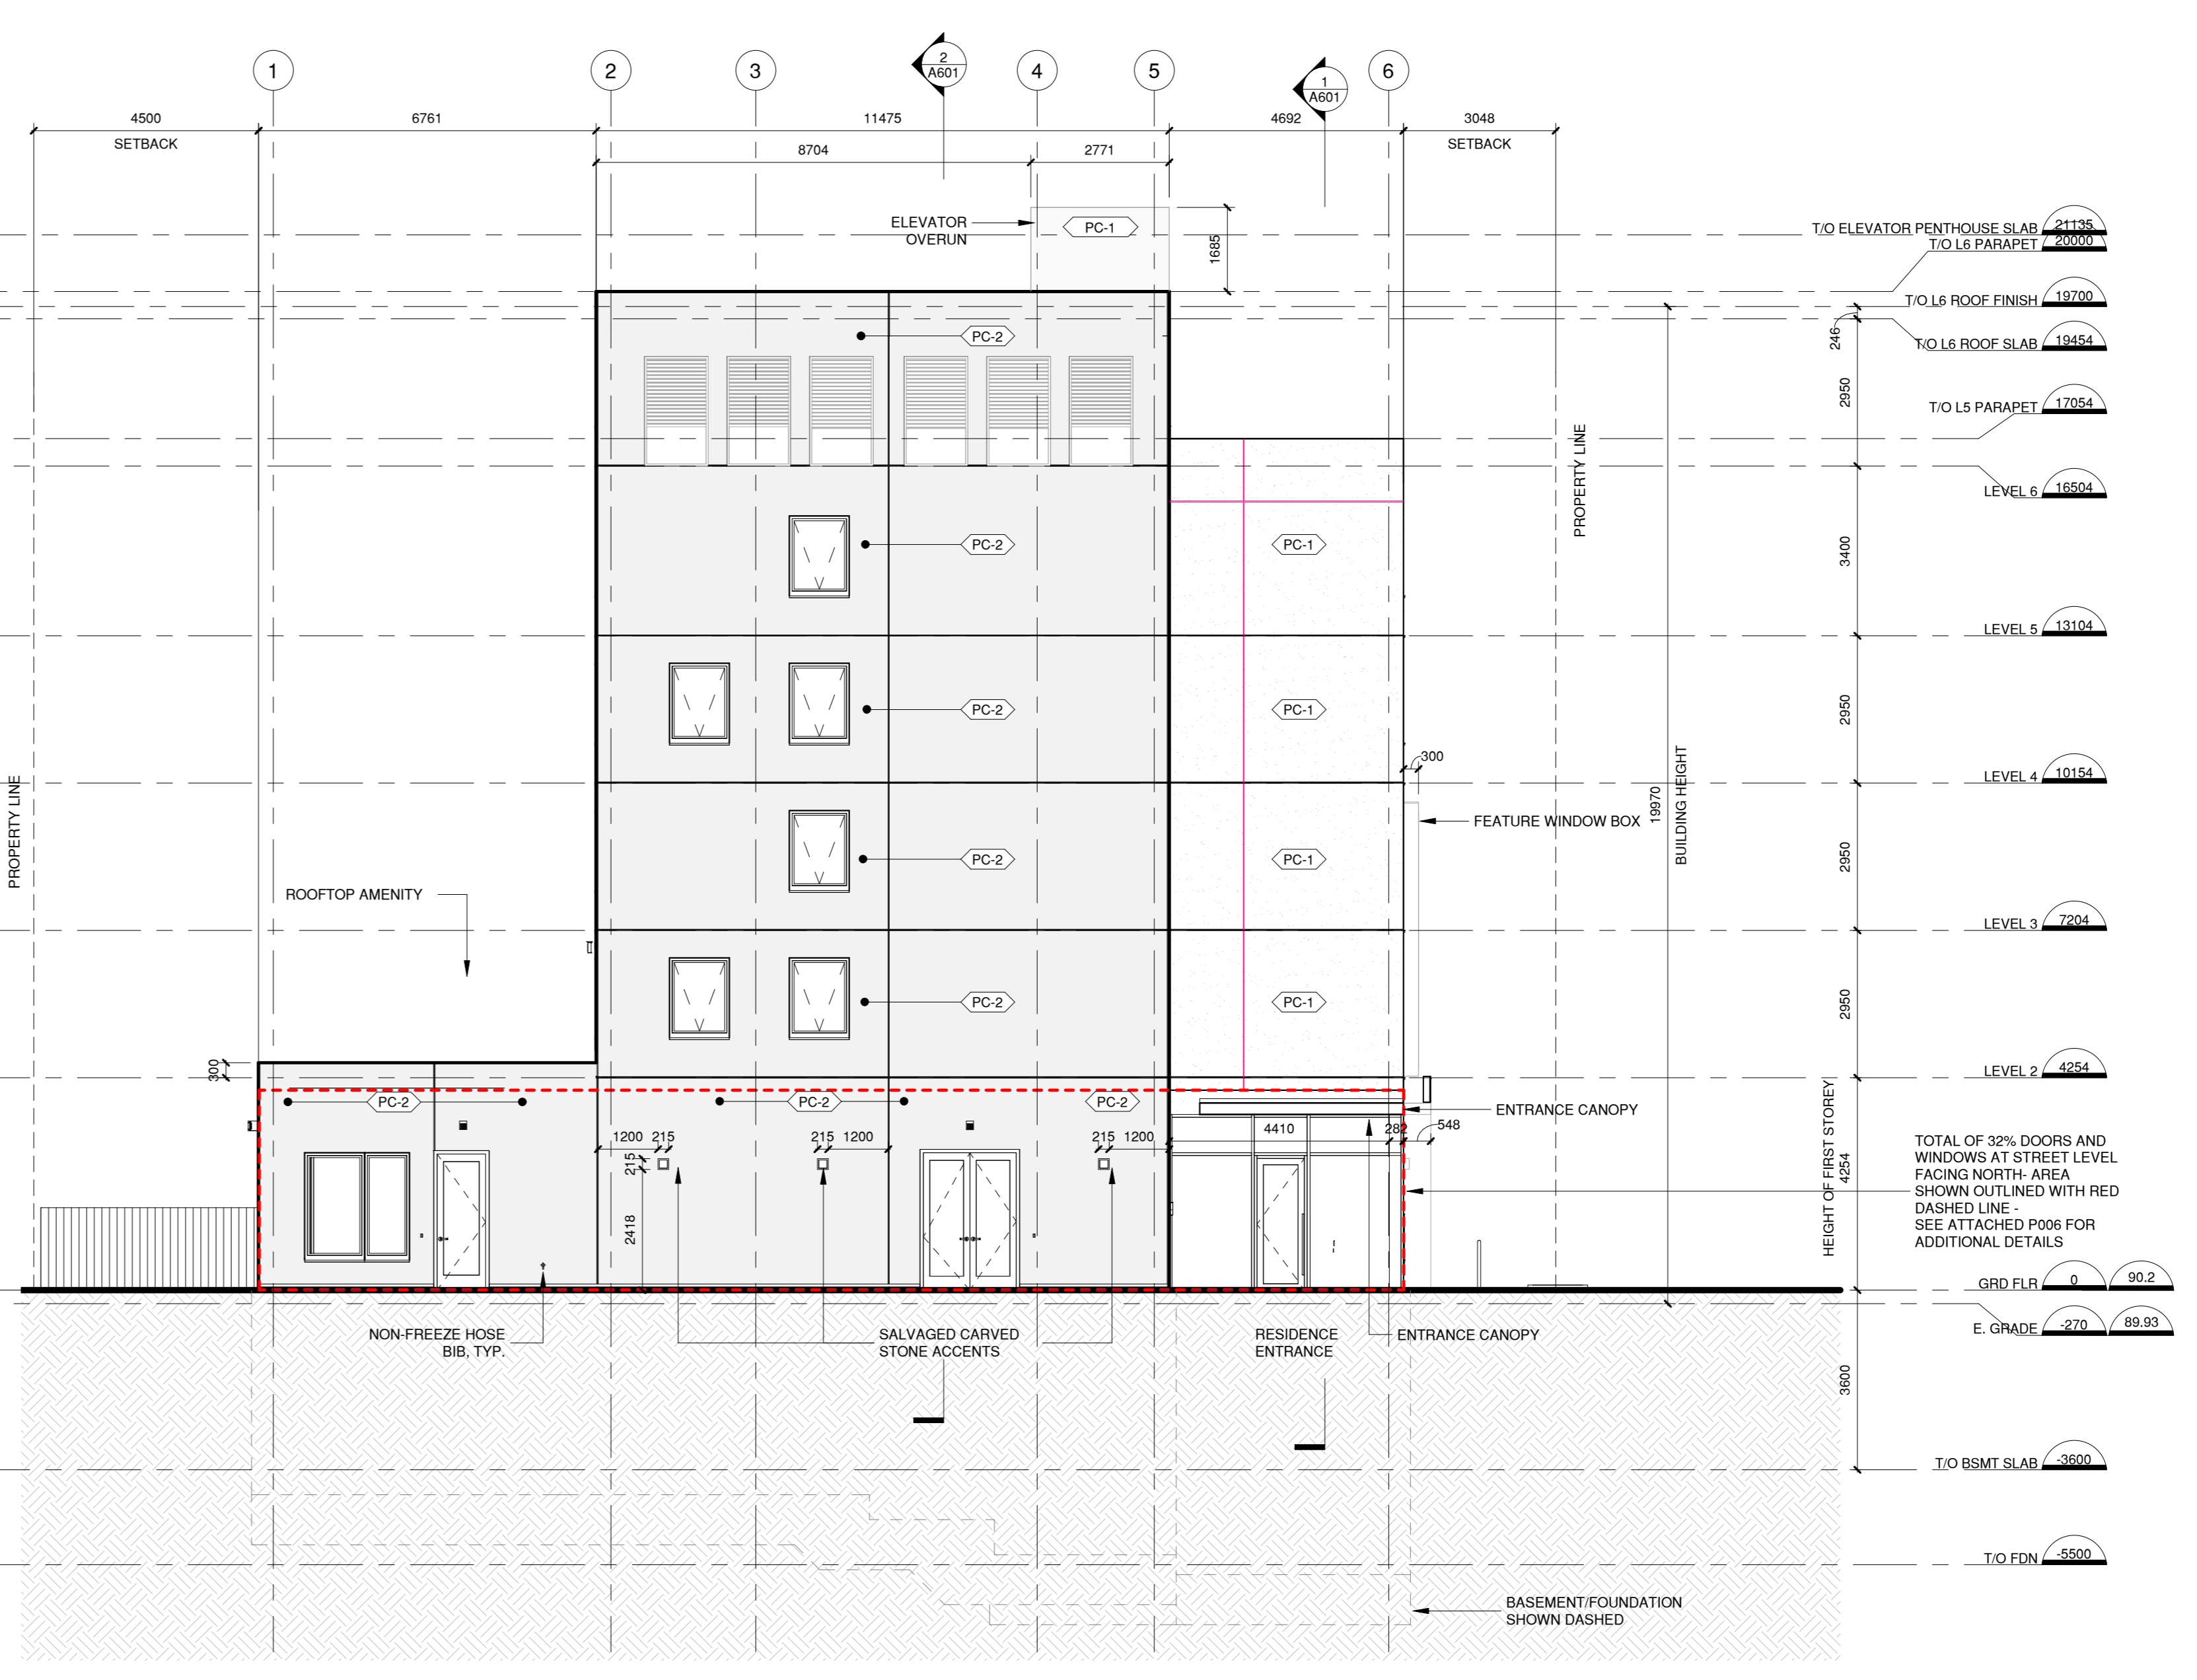 1
2
3
2
A601
4
5
1
A601
6
4500
SETBACK
6761
11475
4692
3048
SETBACK
8704
2771
ELEVATOR
OVERUN
PC-1
1685
T/O ELEVATOR PENTHOUSE SLAB 21135
T/O L6 PARAPET 20000
T/O L6 ROOF FINISH 19700
246
T/O L6 ROOF SLAB 19454
PC-2
2950
T/O L5 PARAPET 17054
PROPERTY LINE
LEVEL 6 16504
PC-2
PC-1
3400
LEVEL 5 13104
PC-2
PC-1
2950
300
LEVEL 4 10154
PROPERTY LINE
FEATURE WINDOW BOX
19970
BUILDING HEIGHT
PC-2
PC-1
2950
ROOFTOP AMENITY
LEVEL 3 7204
PC-2
PC-1
2950
300
LEVEL 2 4254
PC-2
PC-2
PC-2
ENTRANCE CANOPY
1200
215
215
1200
215
1200
4410
282
548
215
2418
HEIGHT OF FIRST STOREY
4254
TOTAL OF 32% DOORS AND
WINDOWS AT STREET LEVEL
FACING NORTH- AREA
SHOWN OUTLINED WITH RED
DASHED LINE -
SEE ATTACHED P006 FOR
ADDITIONAL DETAILS
GRD FLR 0 90.2
E. GRADE -270 89.93
NON-FREEZE HOSE
BIB, TYP.
SALVAGED CARVED
STONE ACCENTS
RESIDENCE
ENTRANCE
ENTRANCE CANOPY
3600
T/O BSMT SLAB -3600
T/O FDN -5500
BASEMENT/FOUNDATION
SHOWN DASHED